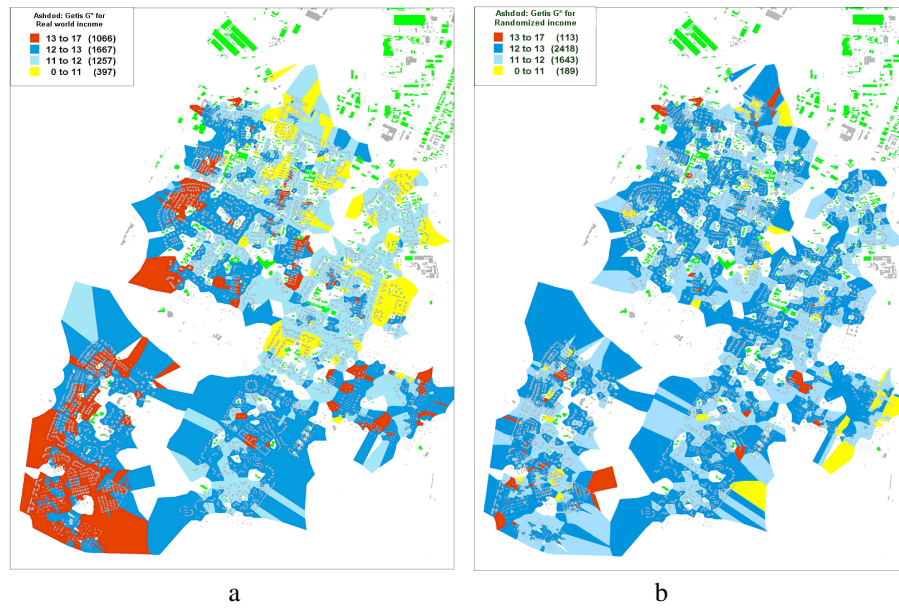 Ashdod: Getis G* for
Real world income
13 to 17 (1066)
12 to 13 (1667)
11 to 12 (1257)
0 to 11 (397)
Ashdod: Getis G* for
Randomized income
13 to 17 (113)
12 to 13 (2418)
11 to 12 (1643)
0 to 11 (189)
a
b